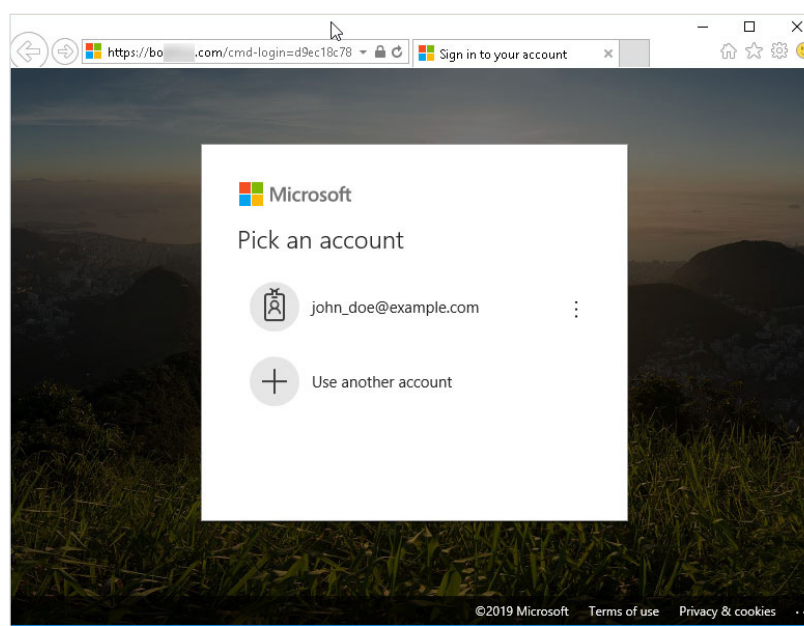 https://bo .com/cmd-login=d9ec18c78
Sign in to your account
Microsoft
Pick an account
john_doe@example.com
Use another account
©2019 Microsoft Terms of use Privacy & cookies